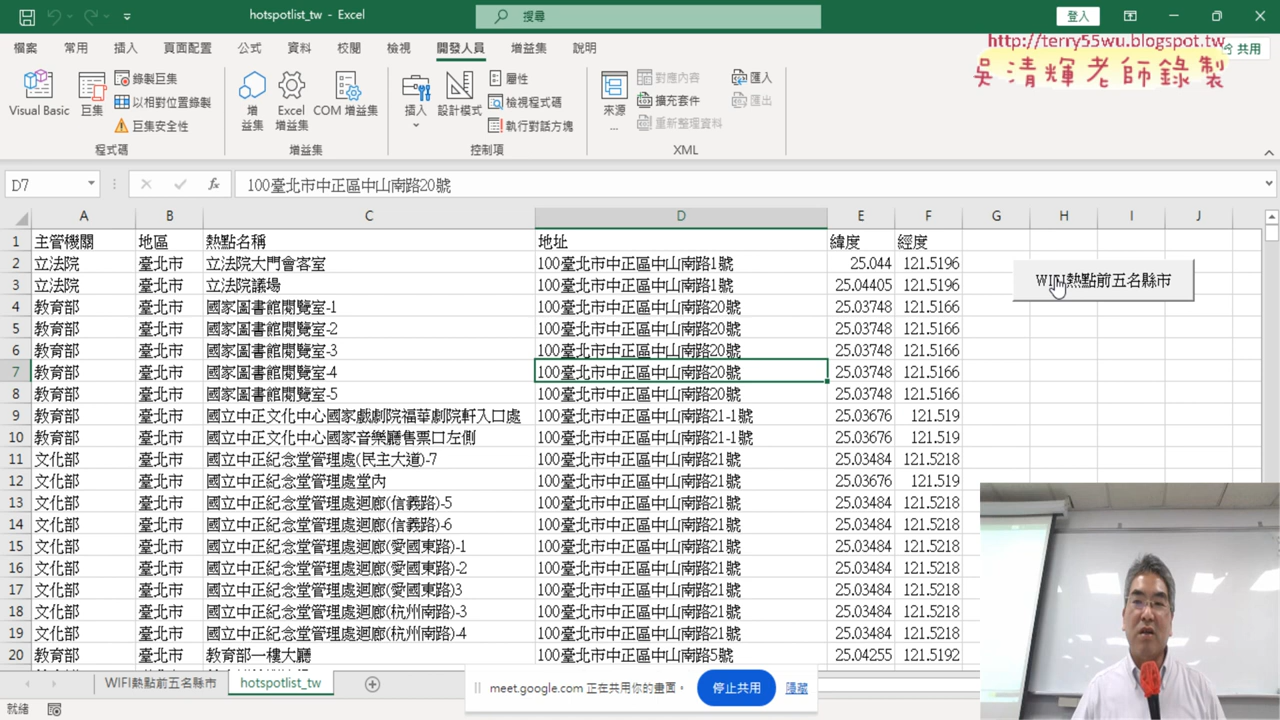 hotspotlist_tw - Excel
搜尋
登入
檔案 常用 插入 頁面配置 公式 資料 校閱 檢視 開發人員 增益集 說明
共用
http://terry55wu.blogspot.tw
吳清輝老師錄製
Visual Basic
巨集
錄製巨集
以相對位置錄製
巨集安全性
程式碼
增益集
Excel 增益集
COM 增益集
增益集
插入
設計模式
屬性
檢視程式碼
執行對話方塊
控制項
來源...
對應內容
擴充套件
重新整理資料
匯入
匯出
XML
D7
fx
100臺北市中正區中山南路20號
A B C D E F G H I J
1 主管機關 地區 熱點名稱 地址 緯度 經度
2 立法院 臺北市 立法院大門會客室 100臺北市中正區中山南路1號 25.044 121.5196
3 立法院 臺北市 立法院議場 100臺北市中正區中山南路1號 25.04405 121.5196
4 教育部 臺北市 國家圖書館閱覽室-1 100臺北市中正區中山南路20號 25.03748 121.5166
5 教育部 臺北市 國家圖書館閱覽室-2 100臺北市中正區中山南路20號 25.03748 121.5166
6 教育部 臺北市 國家圖書館閱覽室-3 100臺北市中正區中山南路20號 25.03748 121.5166
7 教育部 臺北市 國家圖書館閱覽室-4 100臺北市中正區中山南路20號 25.03748 121.5166
8 教育部 臺北市 國家圖書館閱覽室-5 100臺北市中正區中山南路20號 25.03748 121.5166
9 教育部 臺北市 國立中正文化中心國家戲劇院福華劇院軒入口處 100臺北市中正區中山南路21-1號 25.03676 121.519
10 教育部 臺北市 國立中正文化中心國家音樂廳售票口左側 100臺北市中正區中山南路21-1號 25.03676 121.519
11 文化部 臺北市 國立中正紀念堂管理處(民主大道)-7 100臺北市中正區中山南路21號 25.03484 121.5218
12 文化部 臺北市 國立中正紀念堂管理處堂內 100臺北市中正區中山南路21號 25.03676 121.519
13 文化部 臺北市 國立中正紀念堂管理處迴廊(信義路)-5 100臺北市中正區中山南路21號 25.03484 121.5218
14 文化部 臺北市 國立中正紀念堂管理處迴廊(信義路)-6 100臺北市中正區中山南路21號 25.03484 121.5218
15 文化部 臺北市 國立中正紀念堂管理處迴廊(愛國東路)-1 100臺北市中正區中山南路21號 25.03484 121.5218
16 文化部 臺北市 國立中正紀念堂管理處迴廊(愛國東路)-2 100臺北市中正區中山南路21號 25.03484 121.5218
17 文化部 臺北市 國立中正紀念堂管理處迴廊(愛國東路)3 100臺北市中正區中山南路21號 25.03484 121.5218
18 文化部 臺北市 國立中正紀念堂管理處迴廊(杭州南路)-3 100臺北市中正區中山南路21號 25.03484 121.5218
19 文化部 臺北市 國立中正紀念堂管理處迴廊(杭州南路)-4 100臺北市中正區中山南路21號 25.03484 121.5218
20 教育部 臺北市 教育部一樓大廳 100臺北市中正區中山南路5號 25.04255 121.5192
WIFI熱點前五名縣市
WIFI熱點前五名縣市 hotspotlist_tw
meet.google.com 正在共用你的畫面。 停止共用 隱藏
就緒